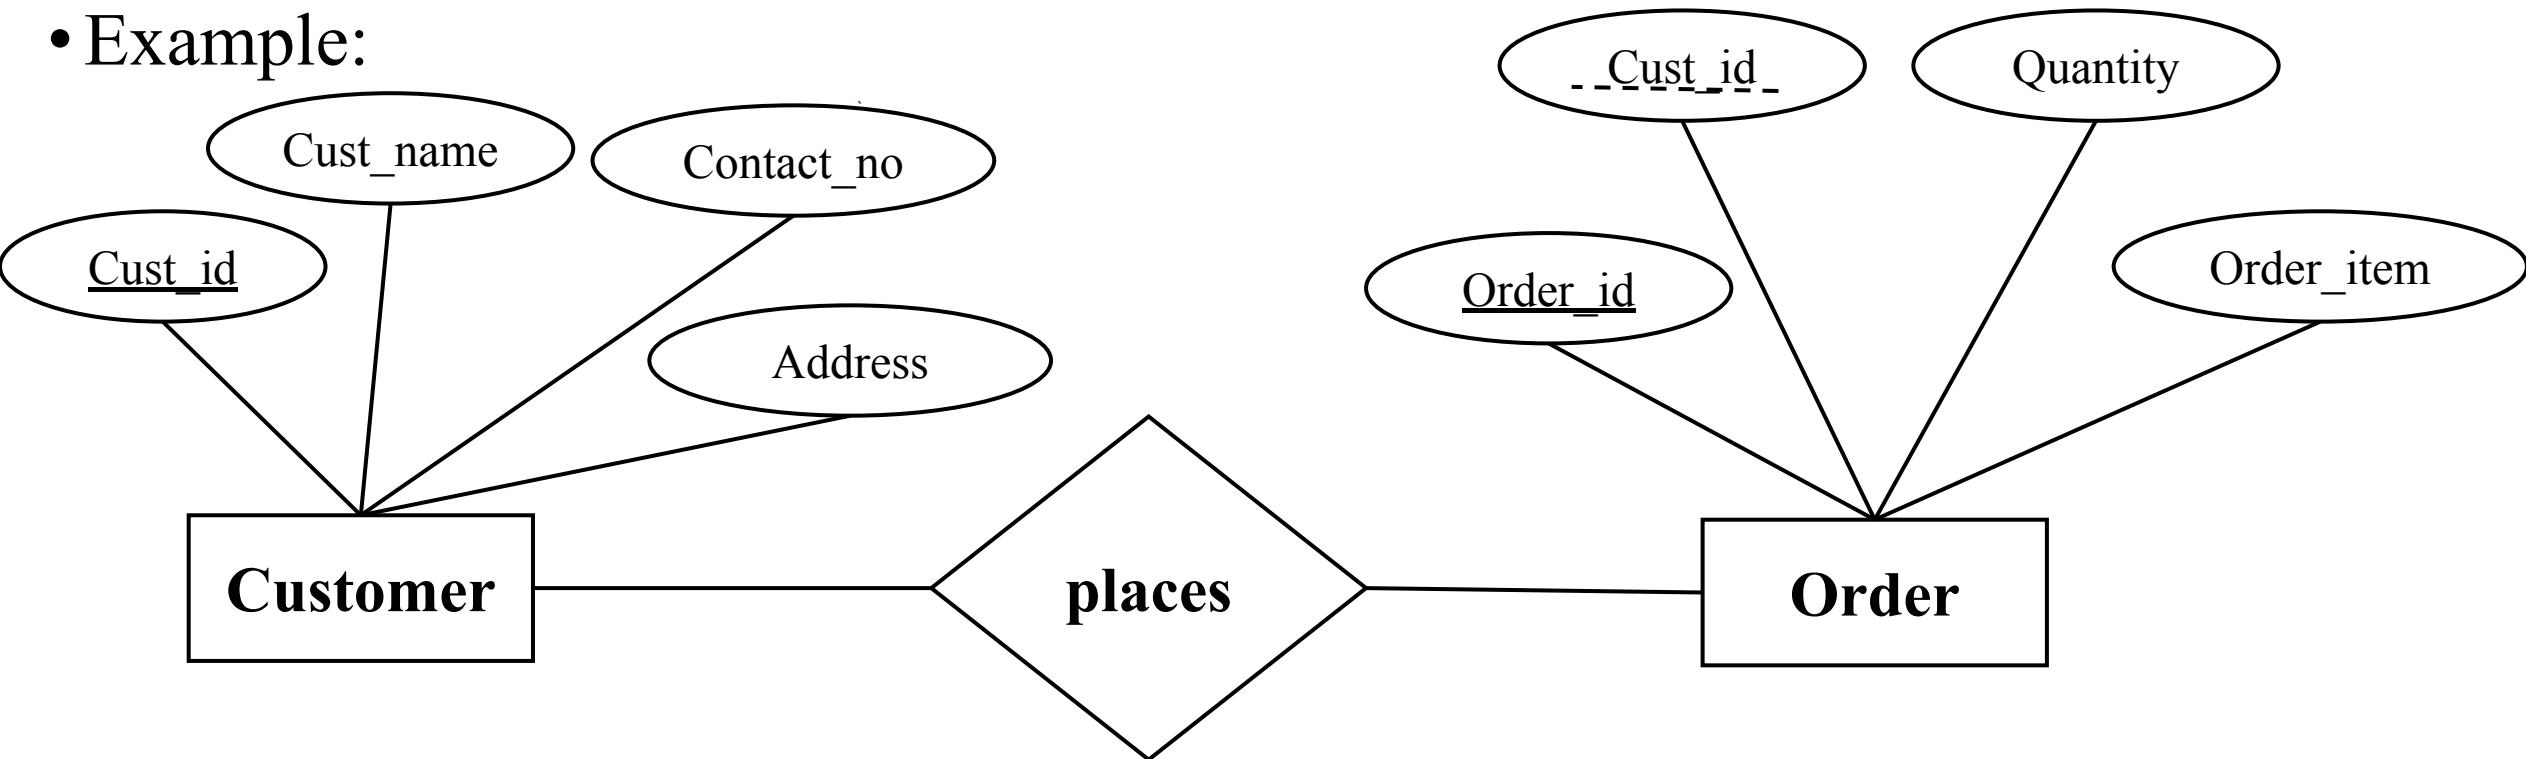 • Example:
Cust_id
Quantity
Cust_name
Contact_no
Cust_id
Order_id
Order_item
Address
Customer
places
Order